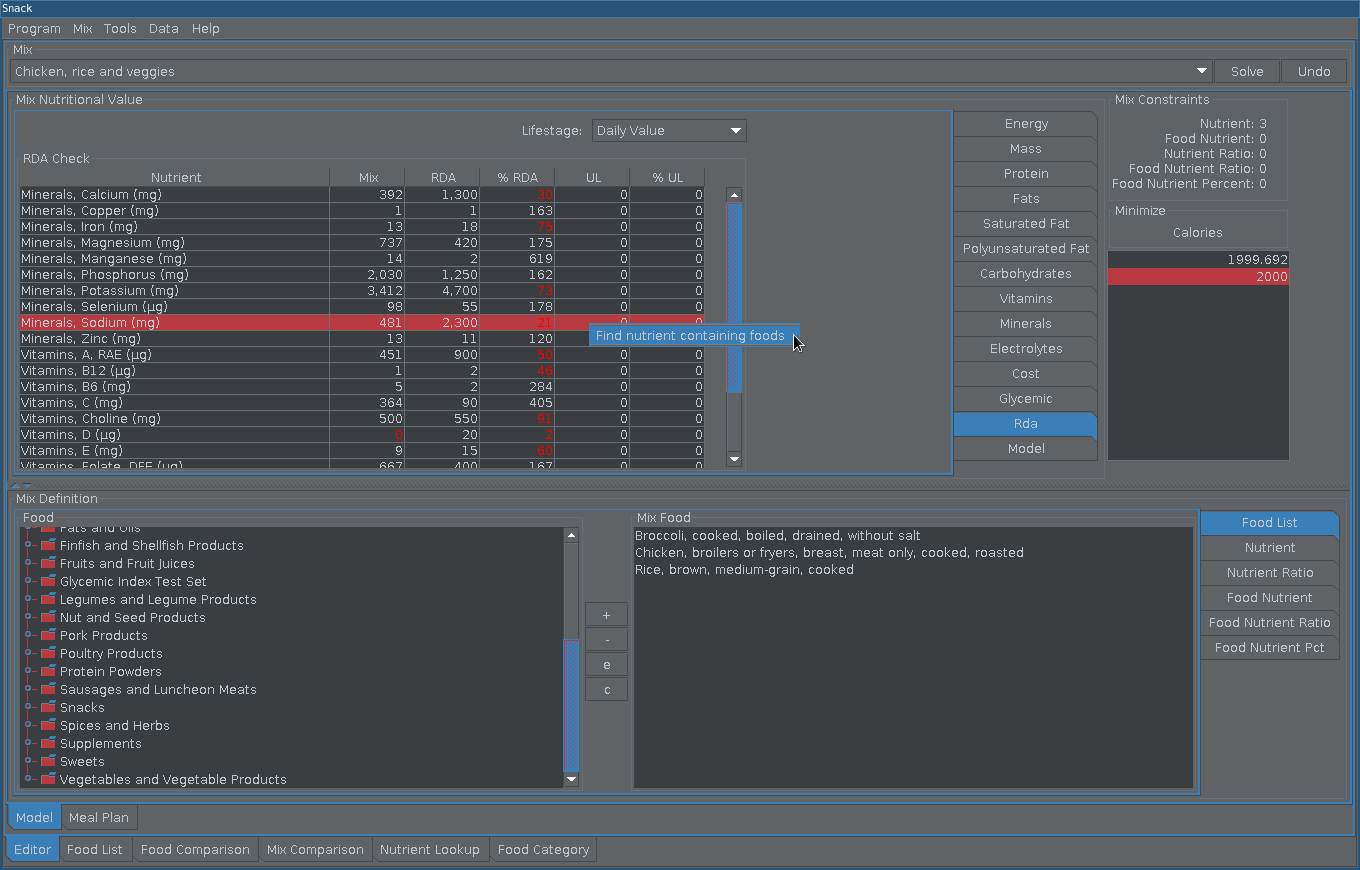 Snack
Program Mix Tools Data Help
Mix
Chicken, rice and veggies Solve Undo
Mix Nutritional Value
Lifestage: Daily Value
RDA Check
Nutrient Mix RDA % RDA UL % UL
Minerals, Calcium (mg) 392 1,300 30 0 0
Minerals, Copper (mg) 1 1 163 0 0
Minerals, Iron (mg) 13 18 75 0 0
Minerals, Magnesium (mg) 737 420 175 0 0
Minerals, Manganese (mg) 14 2 619 0 0
Minerals, Phosphorus (mg) 2,030 1,250 162 0 0
Minerals, Potassium (mg) 3,412 4,700 73 0 0
Minerals, Selenium (µg) 98 55 178 0 0
Minerals, Sodium (mg) 481 2,300 21 0 0
Find nutrient containing foods
Minerals, Zinc (mg) 13 11 120 0 0
Vitamins, A, RAE (µg) 451 900 50 0 0
Vitamins, B12 (µg) 1 2 46 0 0
Vitamins, B6 (mg) 5 2 284 0 0
Vitamins, C (mg) 364 90 405 0 0
Vitamins, Choline (mg) 500 550 91 0 0
Vitamins, D (µg) 0 20 2 0 0
Vitamins, E (mg) 9 15 60 0 0
Vitamins, Folate, DFE (µg) 667 400 167 0 0
Energy
Mass
Protein
Fats
Saturated Fat
Polyunsaturated Fat
Carbohydrates
Vitamins
Minerals
Electrolytes
Cost
Glycemic
Rda
Model
Mix Constraints
Nutrient: 3
Food Nutrient: 0
Nutrient Ratio: 0
Food Nutrient Ratio: 0
Food Nutrient Percent: 0
Minimize
Calories
1999.692
2000
Mix Definition
Food
Fats and Oils
Finfish and Shellfish Products
Fruits and Fruit Juices
Glycemic Index Test Set
Legumes and Legume Products
Nut and Seed Products
Pork Products
Poultry Products
Protein Powders
Sausages and Luncheon Meats
Snacks
Spices and Herbs
Supplements
Sweets
Vegetables and Vegetable Products
+
-
e
c
Mix Food
Broccoli, cooked, boiled, drained, without salt
Chicken, broilers or fryers, breast, meat only, cooked, roasted
Rice, brown, medium-grain, cooked
Food List
Nutrient
Nutrient Ratio
Food Nutrient
Food Nutrient Ratio
Food Nutrient Pct
Model Meal Plan
Editor Food List Food Comparison Mix Comparison Nutrient Lookup Food Category